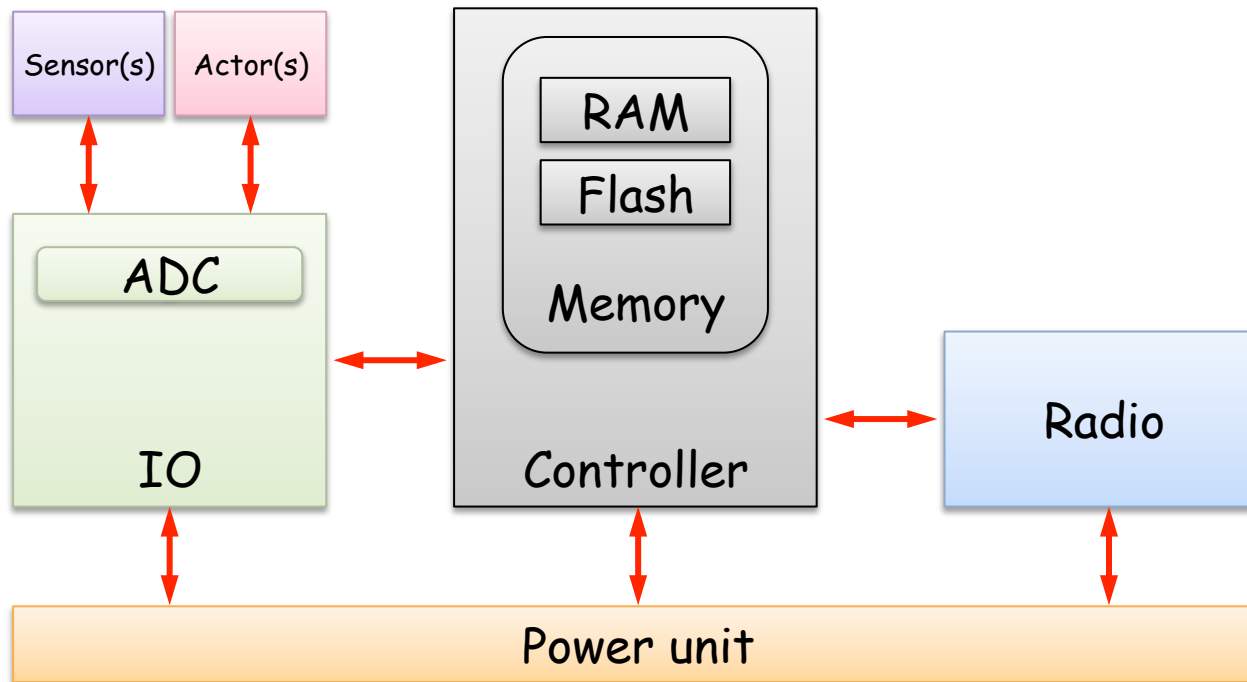 Sensor(s)
Actor(s)
RAM
Flash
Memory
ADC
IO
Controller
Radio
Power unit